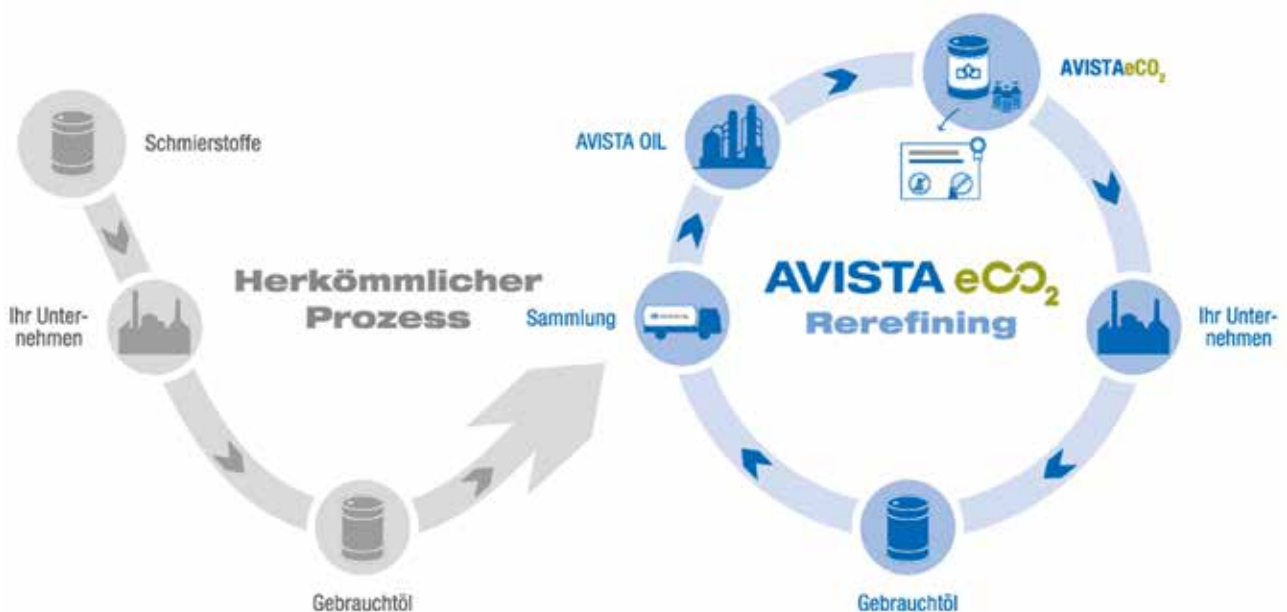 Schmierstoffe
Ihr Unter-
nehmen
Gebrauchtöl
Herkömmlicher
Prozess
Sammlung
AVISTA OIL
AVISTAeCO₂
Ihr Unter-
nehmen
Gebrauchtöl
AVISTA eCO₂
Rerefining